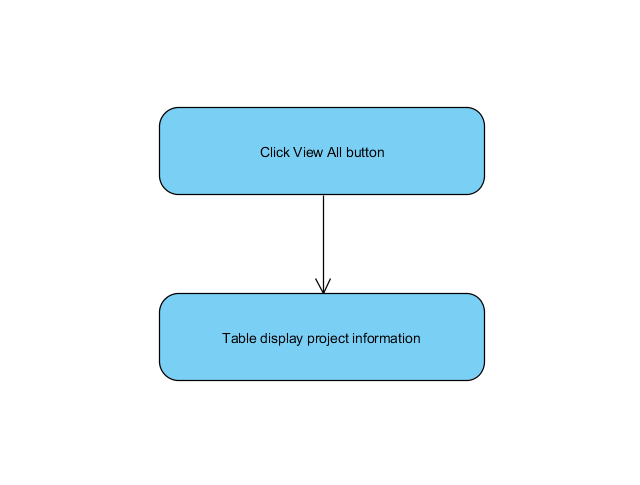 Click View All button
Table display project information